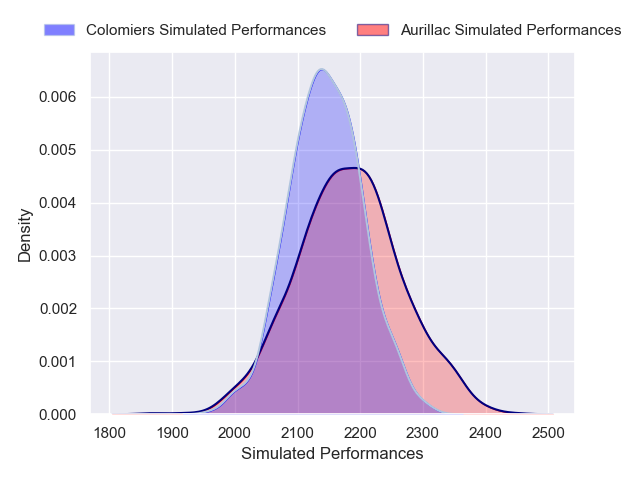 Colomiers Simulated Performances
Aurillac Simulated Performances
0.006
0.005
0.004
0.003
0.002
0.001
0.000
Density
1800 1900 2000 2100 2200 2300 2400 2500
Simulated Performances